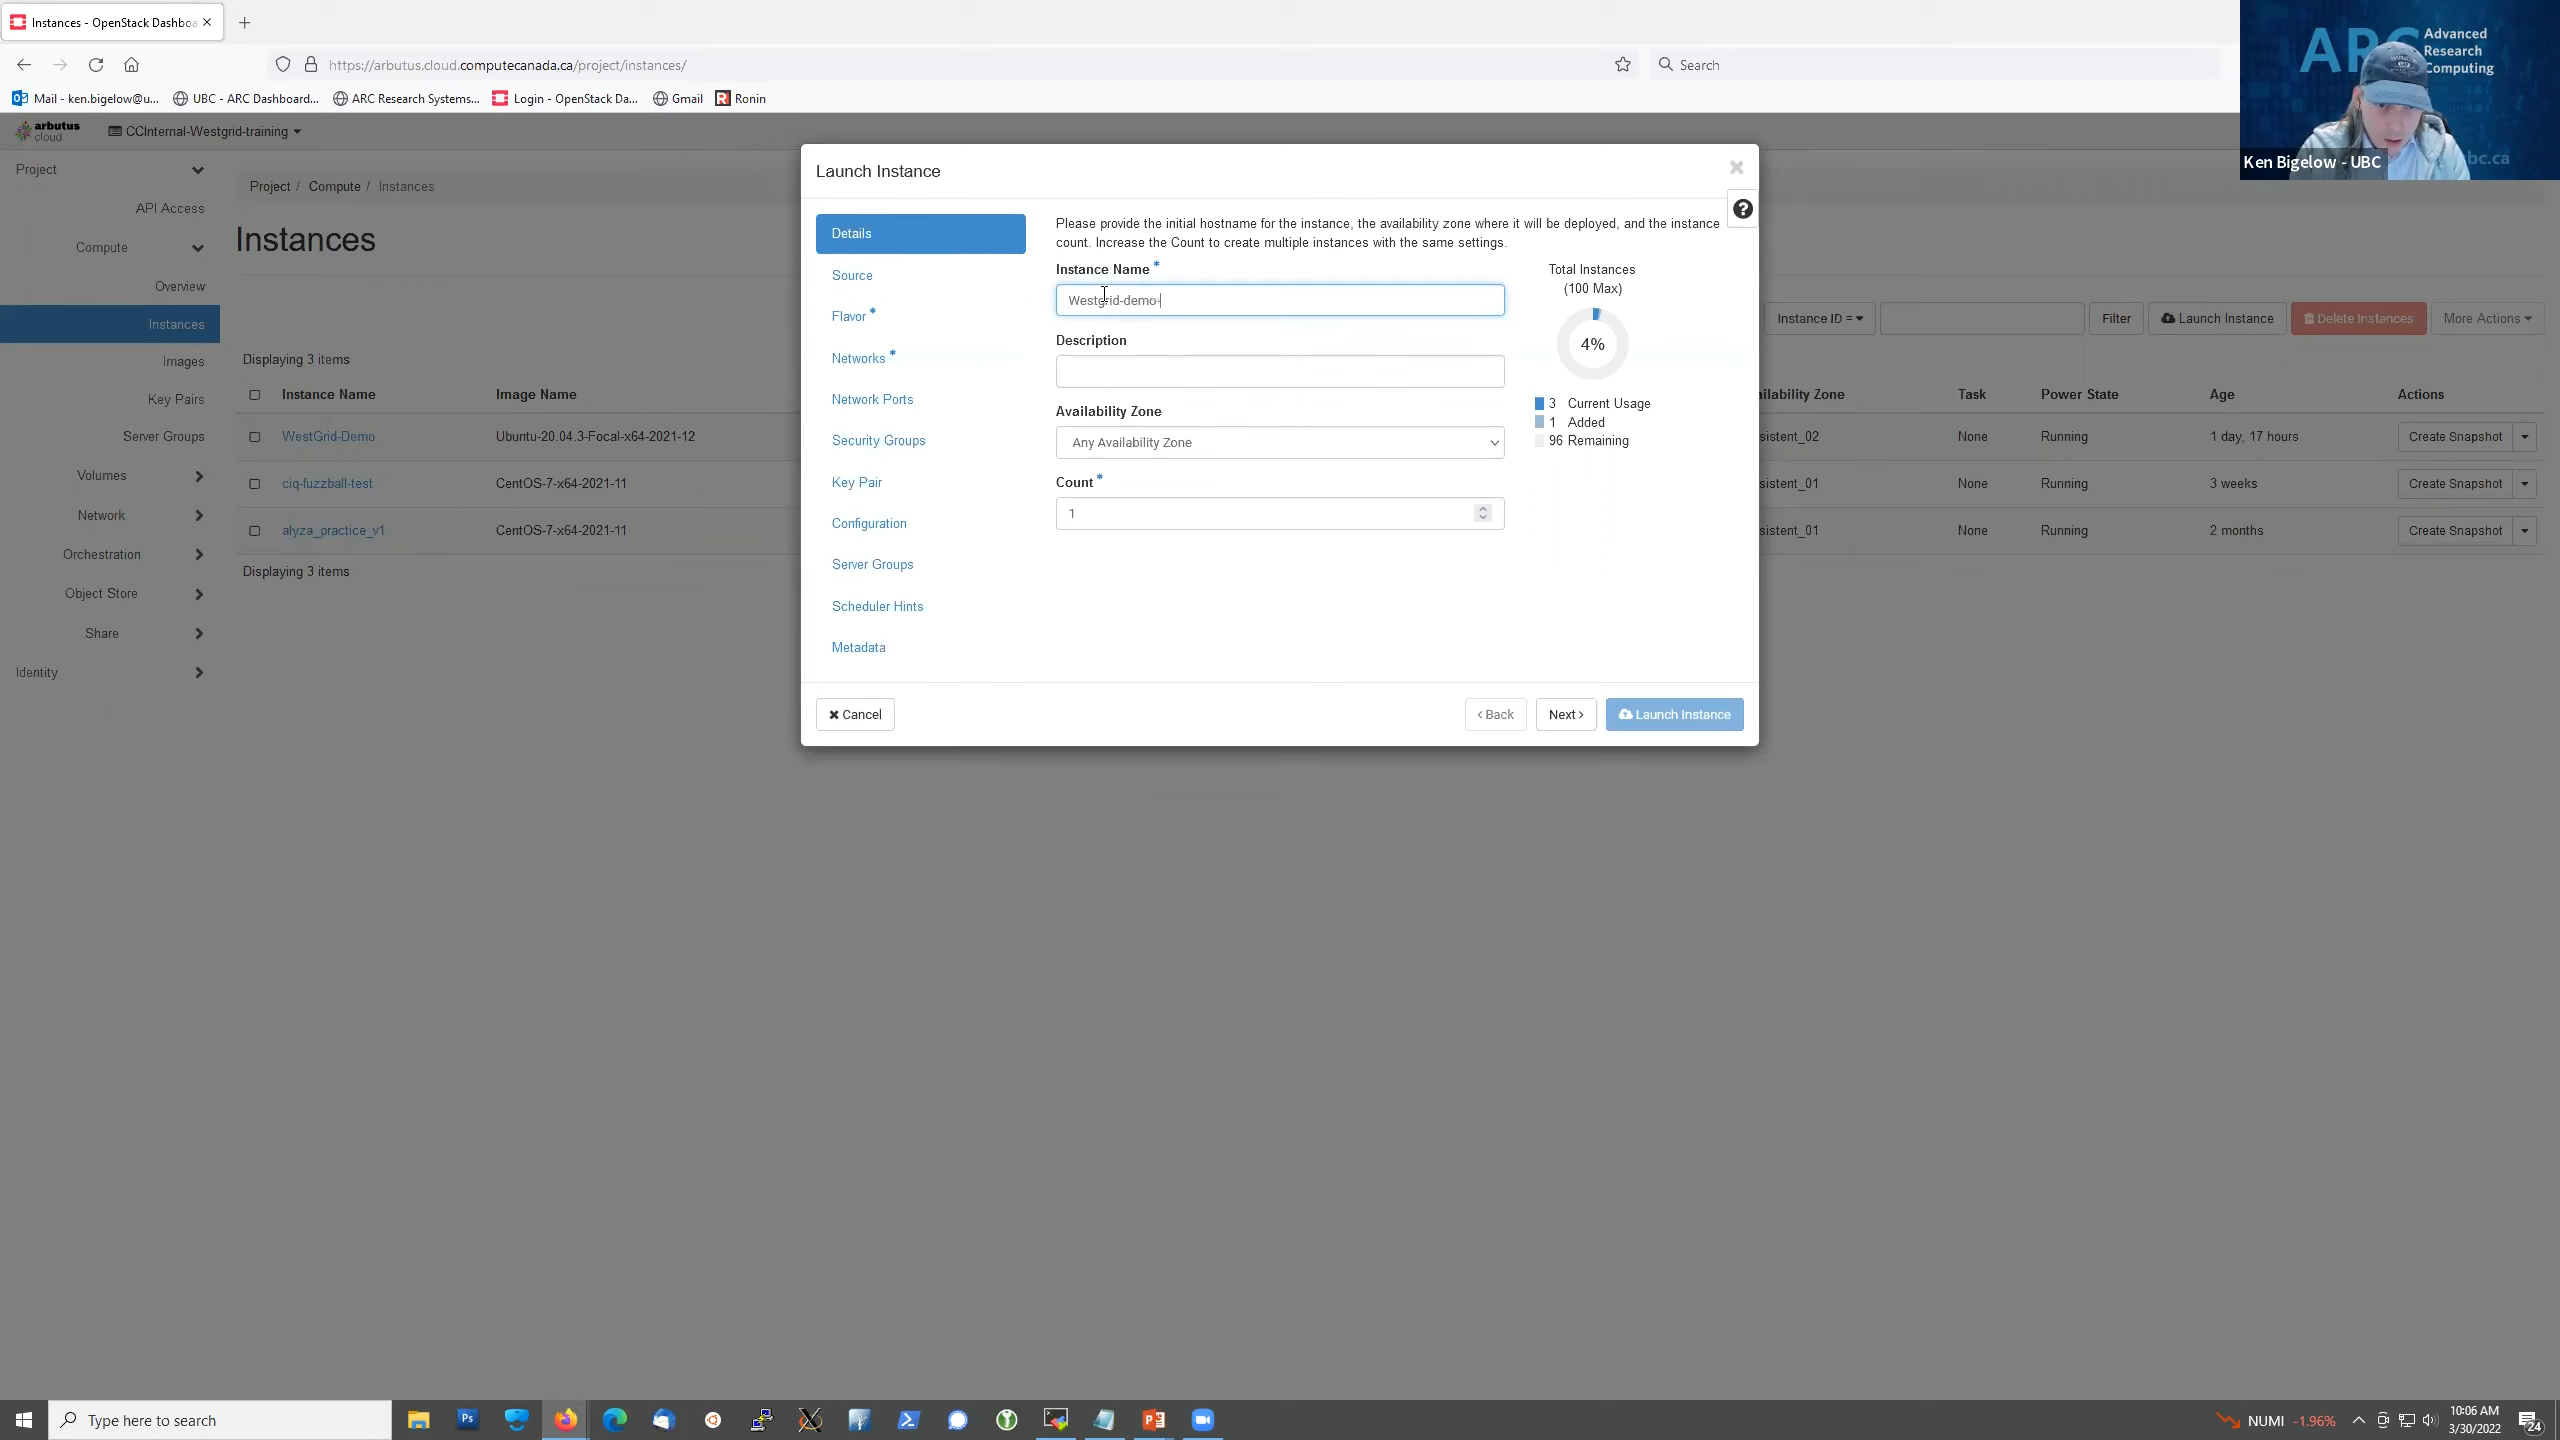 Instances - OpenStack Dashboa
https://arbutus.cloud.computecanada.ca/project/instances/
Search
Mail - ken.bigelow@u...
UBC - ARC Dashboard...
ARC Research Systems...
Login - OpenStack Da...
Gmail
Ronin
ARC
Advanced
Research
Computing
Ken Bigelow - UBC
bc.ca
arbutus
cloud
CCInternal-Westgrid-training
Project
API Access
Compute
Overview
Instances
Images
Key Pairs
Server Groups
Volumes
Network
Orchestration
Object Store
Share
Identity
Project / Compute / Instances
Instances
Instance ID =
Filter
Launch Instance
Delete Instances
More Actions
Displaying 3 items
Instance Name Image Name ailability Zone Task Power State Age Actions
WestGrid-Demo Ubuntu-20.04.3-Focal-x64-2021-12 sistent_02 None Running 1 day, 17 hours Create Snapshot
ciq-fuzzball-test CentOS-7-x64-2021-11 sistent_01 None Running 3 weeks Create Snapshot
alyza_practice_v1 CentOS-7-x64-2021-11 sistent_01 None Running 2 months Create Snapshot
Displaying 3 items
Launch Instance
Details
Source
Flavor *
Networks *
Network Ports
Security Groups
Key Pair
Configuration
Server Groups
Scheduler Hints
Metadata
Please provide the initial hostname for the instance, the availability zone where it will be deployed, and the instance
count. Increase the Count to create multiple instances with the same settings.
Instance Name *
Westgrid-demo-
Description
Availability Zone
Any Availability Zone
Count *
1
Total Instances
(100 Max)
4%
3 Current Usage
1 Added
96 Remaining
Cancel
Back
Next
Launch Instance
Type here to search
Ps
NUMI -1.96%
10:06 AM
3/30/2022
24